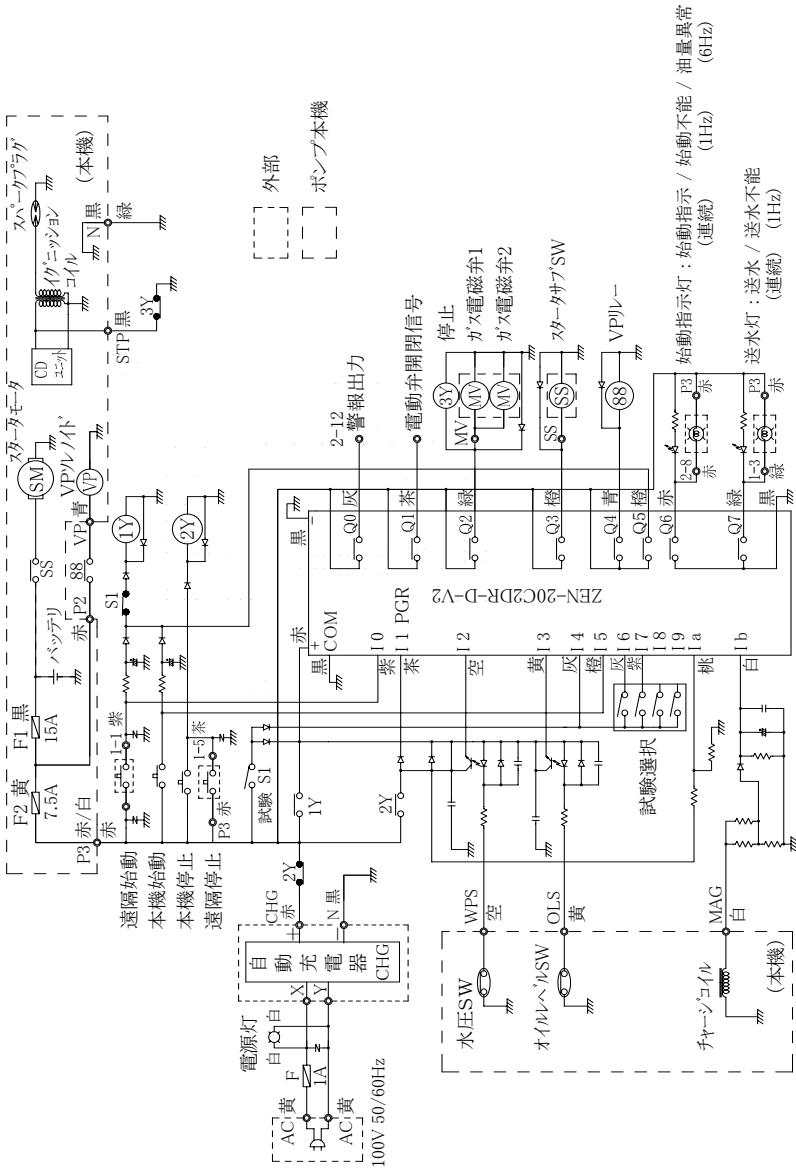 スパークプラグ
イグニッション
コイル
CD
ユニット
(本機)
N 黒
緑
STP 黒
3Y
スタータモータ
SM
VPソレノイド
VP
バッテリ
SS
F1 黒
15A
F2 黄
7.5A
赤
P2
88
VP 青
P3 赤/白
赤
外部
ポンプ本機
遠隔始動
1-1 紫
本機始動
本機停止
遠隔停止
P3 赤
1-5 茶
試験 S1
S1
1Y
2Y
1Y
2Y
2Y
電源灯
白
白
AC 黄
AC 黄
F
1A
100V 50/60Hz
X
Y
自動充電器
CHG
+
−
CHG
赤
N 黒
赤
+
COM
黒
黒
−
PGR
ZEN-20C2DR-D-V2
I0
紫
I1
茶
I2
空
I3
黄
I4
灰
I5
橙
I6
灰
I7
紫
I8
I9
Ia
桃
Ib
白
試験選択
Q0 灰
Q1 茶
Q2 緑
Q3 橙
Q4 青
Q5 橙
Q6 赤
Q7 緑
黒
2-12
警報出力
電動弁開閉信号
停止
3Y
ガス電磁弁1
MV
ガス電磁弁2
MV
MV
スタータサブSW
SS
SS
VPリレー
88
始動指示灯 : 始動指示 / 始動不能 / 油量異常
(連続) (1Hz) (6Hz)
P3
赤
2-8
赤
送水灯 : 送水 / 送水不能
(連続) (1Hz)
P3
赤
1-3
緑
水圧SW
WPS
空
オイルレベルSW
OLS
黄
チャージコイル
MAG
白
(本機)